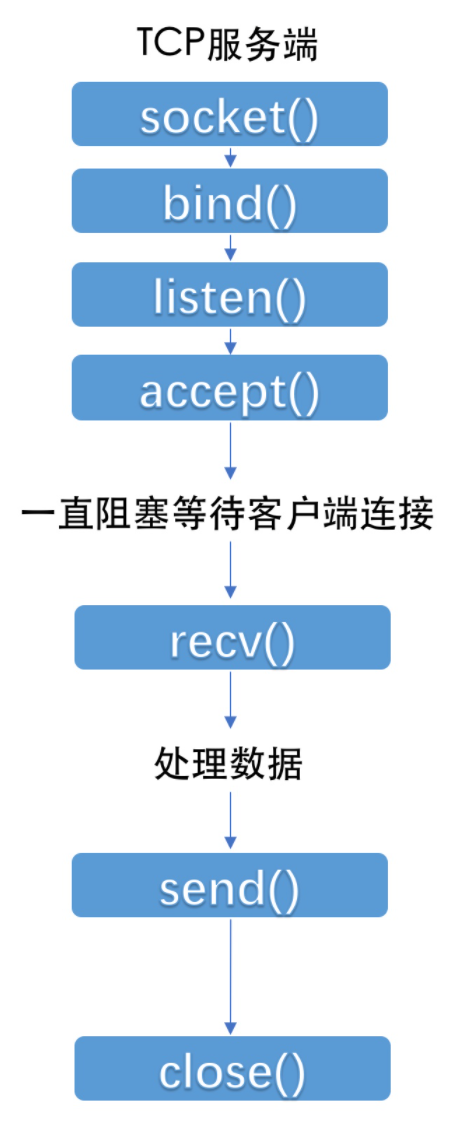 TCP服务端
socket()
bind()
listen()
accept()
一直阻塞等待客户端连接
recv()
处理数据
send()
close()